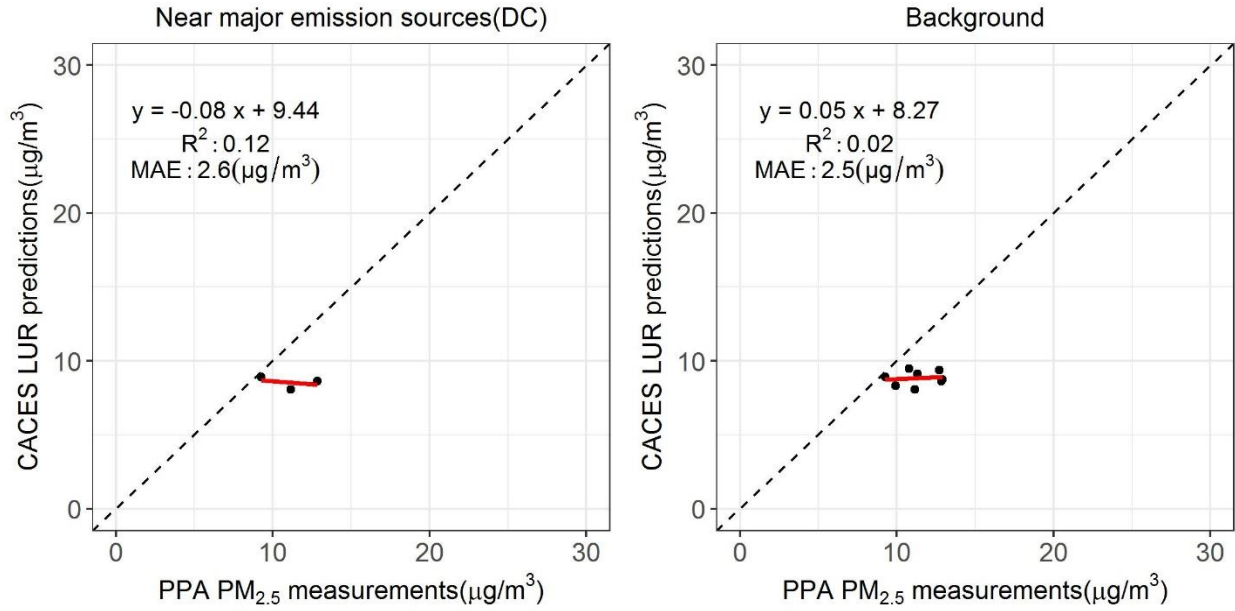 Near major emission sources(DC)
CACES LUR predictions(μg/m³)
30
20
10
0
y = -0.08 x + 9.44
R²:0.12
MAE:2.6(μg/m³)
0 10 20 30
PPA PM₂.₅ measurements(μg/m³)
Background
CACES LUR predictions(μg/m³)
30
20
10
0
y = 0.05 x + 8.27
R²:0.02
MAE:2.5(μg/m³)
0 10 20 30
PPA PM₂.₅ measurements(μg/m³)